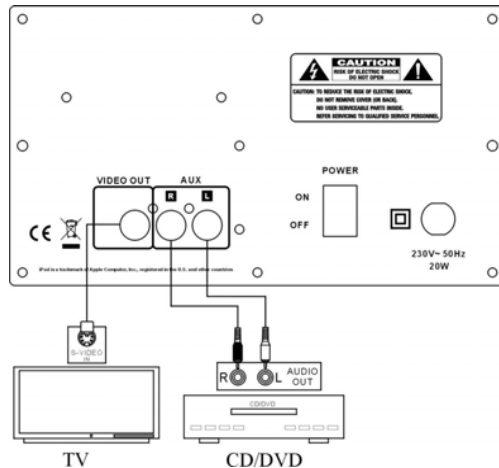 CAUTION
RISK OF ELECTRIC SHOCK
DO NOT OPEN
CAUTION: TO REDUCE THE RISK OF ELECTRIC SHOCK,
DO NOT REMOVE COVER (OR BACK).
NO USER SERVICEABLE PARTS INSIDE.
REFER SERVICING TO QUALIFIED SERVICE PERSONNEL.
VIDEO OUT
AUX
R
L
POWER
ON
OFF
CE
230V~ 50Hz
20W
iPod is a trademark of Apple Computer, Inc., registered in the U.S. and other countries
S-VIDEO
IN
R
L
AUDIO
OUT
CD/DVD
TV
CD/DVD